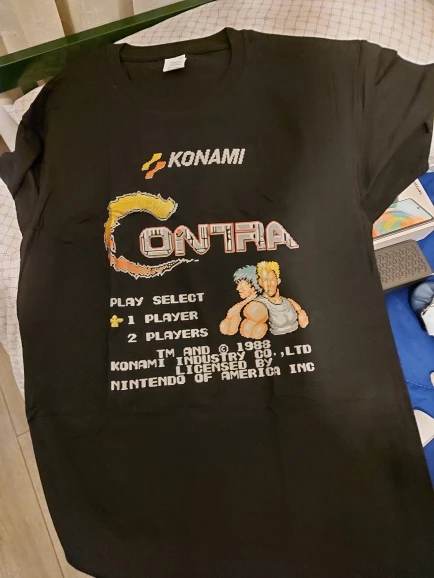 KONAMI
CONTRA
PLAY SELECT
1 PLAYER
2 PLAYERS
TM AND © 1988
KONAMI INDUSTRY CO.,LTD
LICENSED BY
NINTENDO OF AMERICA INC